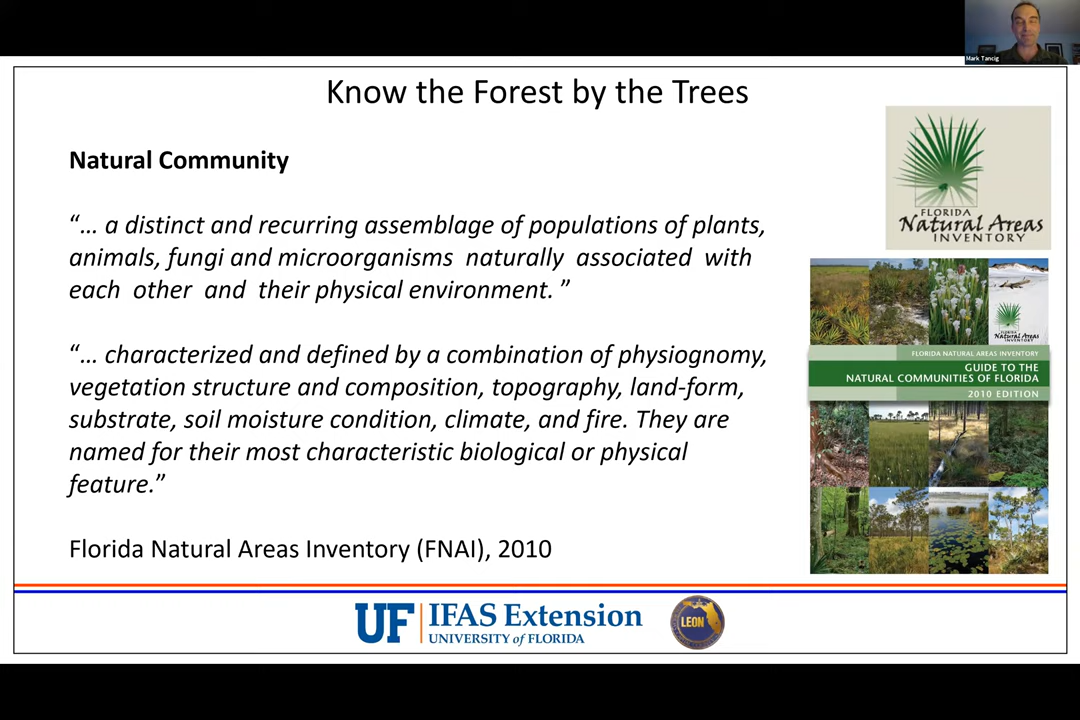 Mark Tancig
Know the Forest by the Trees
Natural Community
“… a distinct and recurring assemblage of populations of plants,
animals, fungi and microorganisms naturally associated with
each other and their physical environment. ”
“… characterized and defined by a combination of physiognomy,
vegetation structure and composition, topography, land-form,
substrate, soil moisture condition, climate, and fire. They are
named for their most characteristic biological or physical
feature.”
Florida Natural Areas Inventory (FNAI), 2010
FLORIDA
Natural Areas
INVENTORY
FLORIDA
Natural Areas
INVENTORY
FLORIDA NATURAL AREAS INVENTORY
GUIDE TO THE
NATURAL COMMUNITIES OF FLORIDA
2010 EDITION
UF IFAS Extension
UNIVERSITY of FLORIDA
LEON